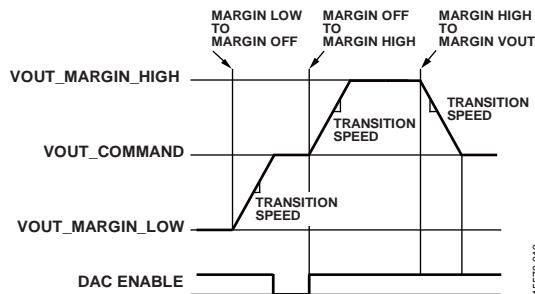 MARGIN LOW
TO
MARGIN OFF
MARGIN OFF
TO
MARGIN HIGH
MARGIN HIGH
TO
MARGIN VOUT
VOUT_MARGIN_HIGH
TRANSITION
SPEED
TRANSITION
SPEED
VOUT_COMMAND
TRANSITION
SPEED
VOUT_MARGIN_LOW
DAC ENABLE